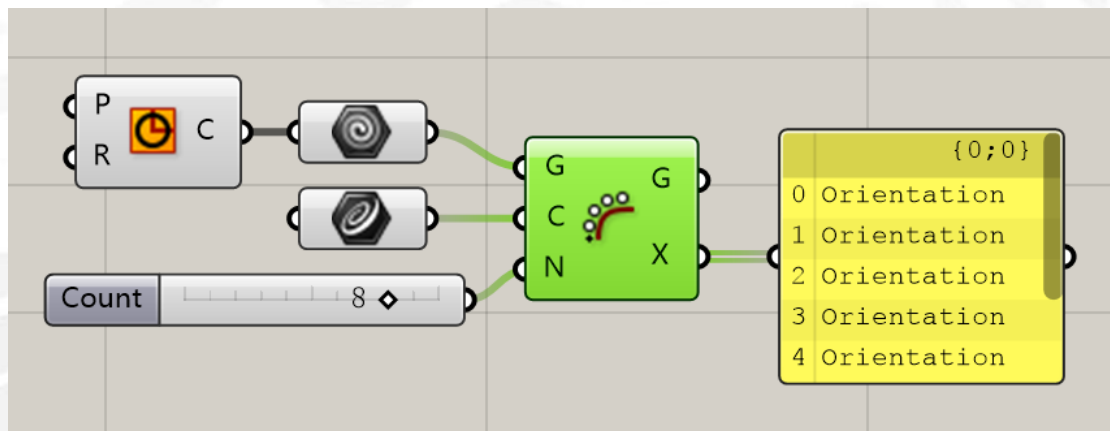 P
R
C
G
C
N
G
X
Count
8
{0;0}
0 Orientation
1 Orientation
2 Orientation
3 Orientation
4 Orientation